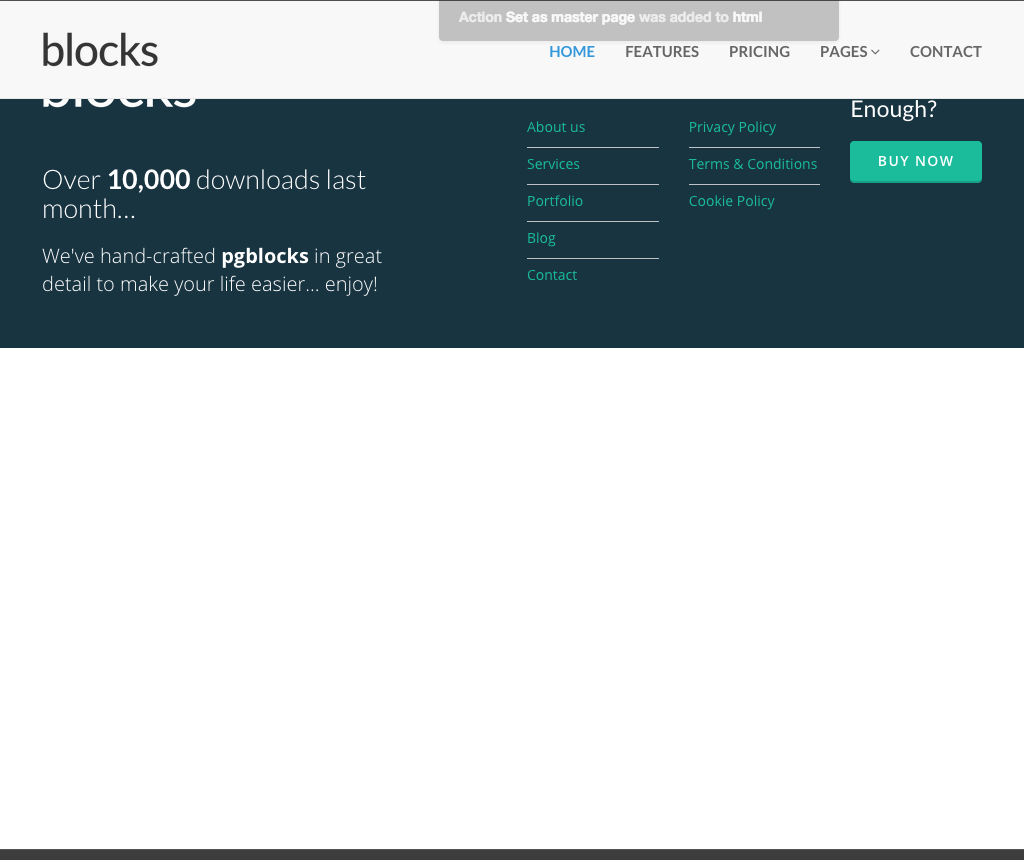 Action Set as master page was added to html
blocks
HOME FEATURES PRICING PAGES CONTACT
blocks
Over 10,000 downloads last
month...
We've hand-crafted pgblocks in great
detail to make your life easier... enjoy!
About us
Services
Portfolio
Blog
Contact
Privacy Policy
Terms & Conditions
Cookie Policy
Enough?
BUY NOW